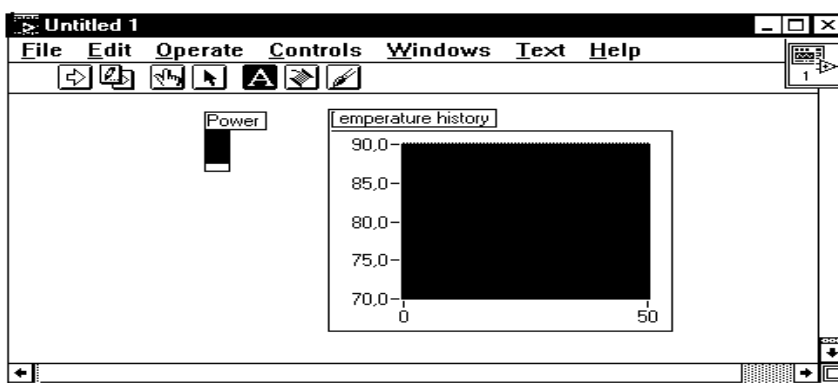 Untitled 1
File Edit Operate Controls Windows Text Help
A
1
Power
emperature history
90,0
85,0
80,0
75,0
70,0
0 50